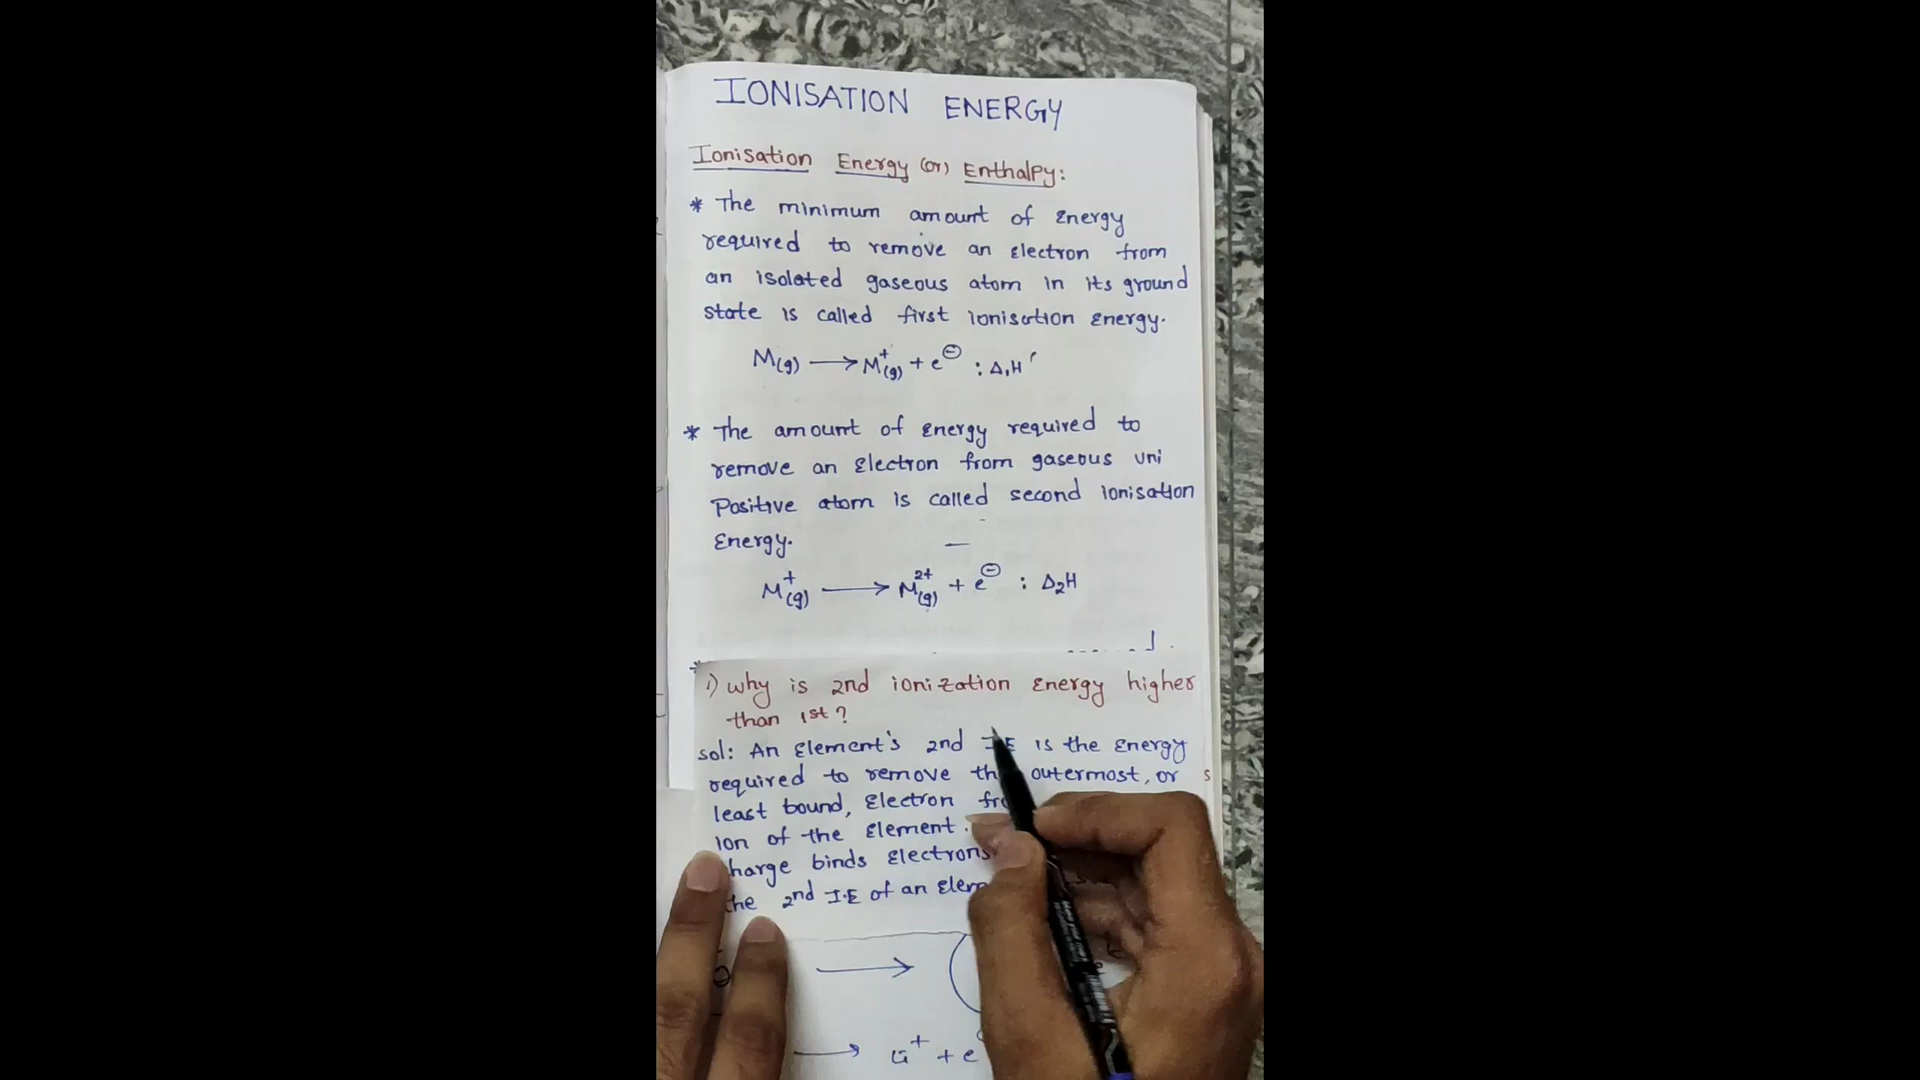 IONISATION ENERGY
Ionisation Energy (or) Enthalpy:
* The minimum amount of Energy
required to remove an Electron from
an isolated gaseous atom in its ground
state is called first ionisation Energy.
M(g) ⟶ M⁺(g) + e⊖ : Δ₁H
* The amount of Energy required to
remove an Electron from gaseous uni
Positive atom is called second ionisation
Energy.
M⁺(g) ⟶ M²⁺(g) + e⊖ : Δ₂H
1) Why is 2nd ionization Energy higher
than 1st?
Sol: An Element's 2nd I.E is the Energy
required to remove the outermost, or
least bound, Electron
ion of the Element.
charge binds Electrons
the 2nd I.E of an
⟶
⟶ Li⁺ + e